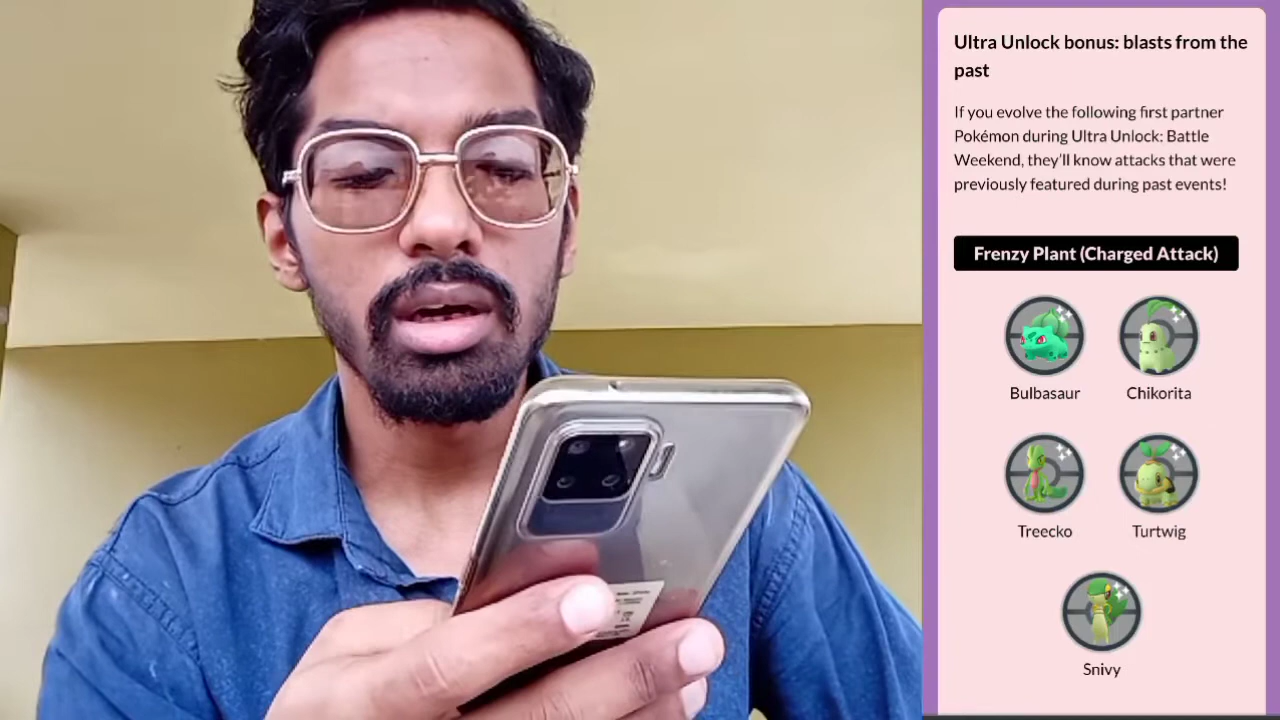 Ultra Unlock bonus: blasts from the
past
If you evolve the following first partner
Pokémon during Ultra Unlock: Battle
Weekend, they'll know attacks that were
previously featured during past events!
Frenzy Plant (Charged Attack)
Bulbasaur
Chikorita
Treecko
Turtwig
Snivy